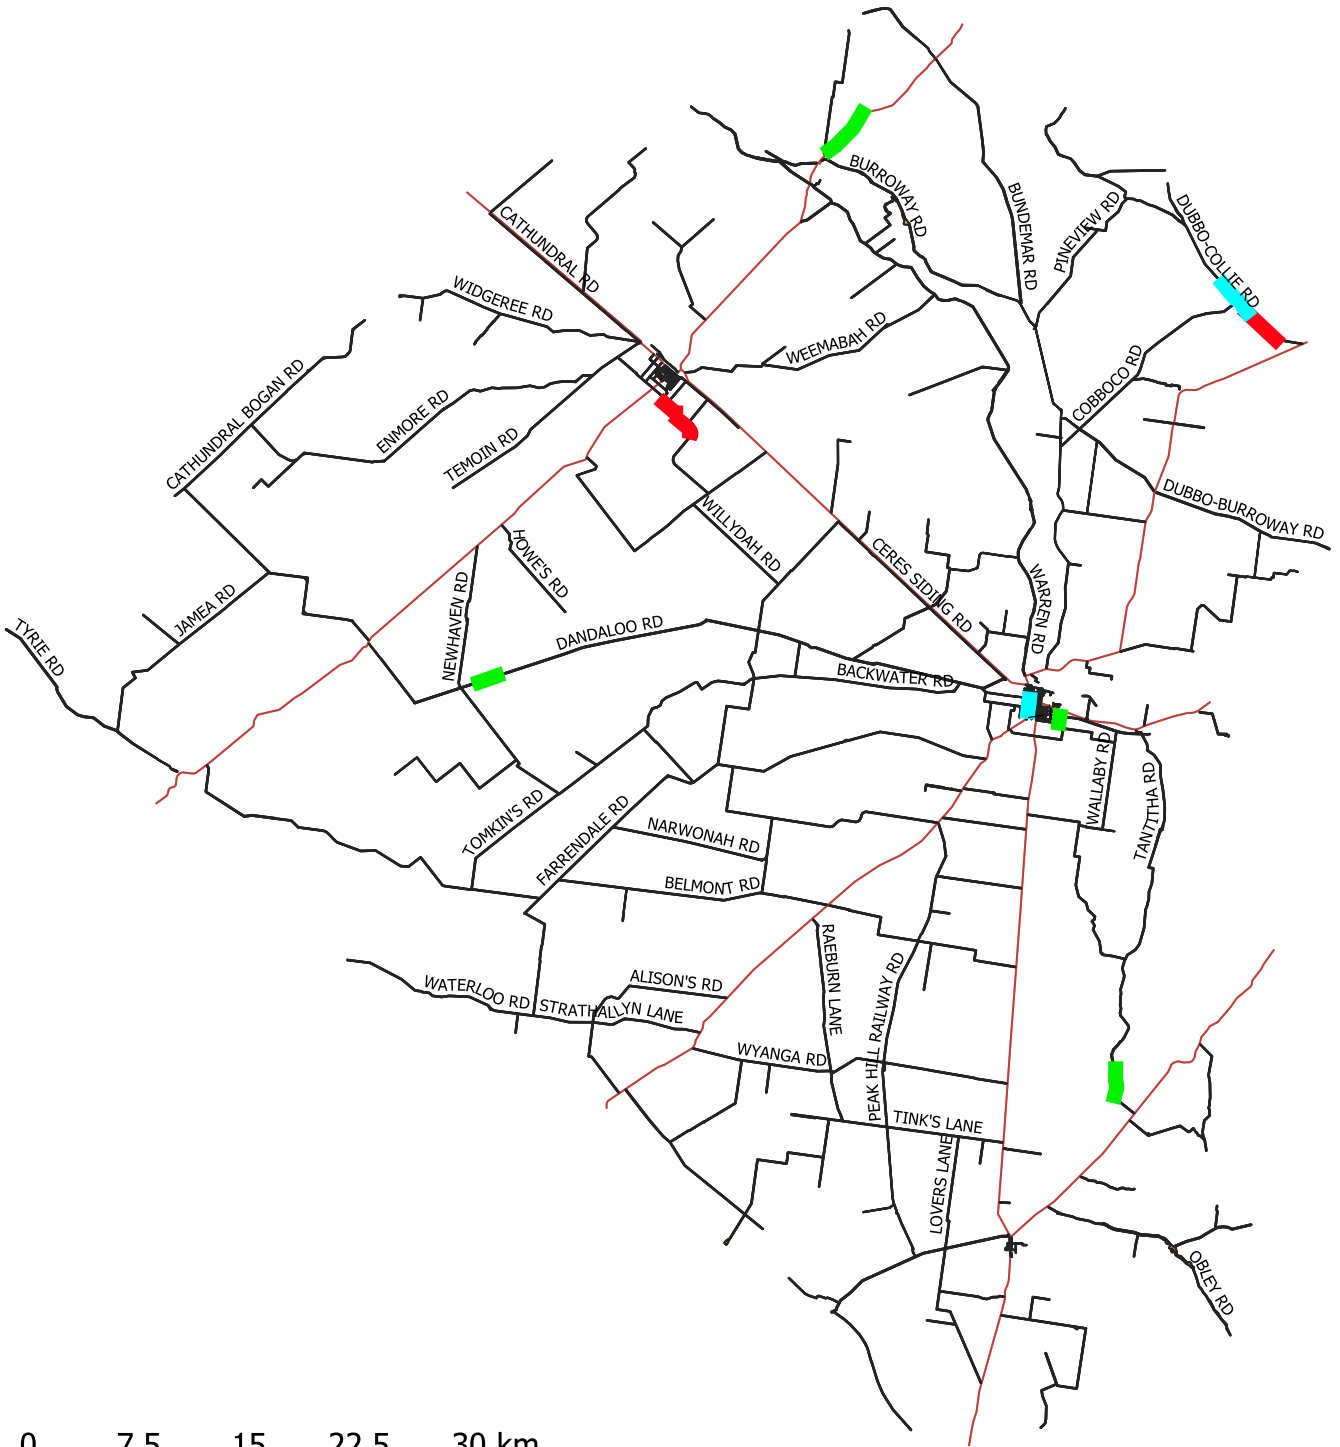 BURROWAY RD
BUNDEMAR RD
PINEVIEW RD
DUBBO-COLLIE RD
CATHUNDRAL RD
WIDGEREE RD
WEEMABAH RD
COBBOCO RD
CATHUNDRAL BOGAN RD
ENMORE RD
TEMOIN RD
DUBBO-BURROWAY RD
WILLYDAH RD
HOWE'S RD
CERES SIDING RD
WARREN RD
NEWHAVEN RD
JAMEA RD
TYRIE RD
DANDALOO RD
BACKWATER RD
WALLABY RD
TANTITHA RD
TOMKIN'S RD
FARRENDALE RD
NARWONAH RD
BELMONT RD
RAEBURN LANE
PEAK HILL RAILWAY RD
ALISON'S RD
WATERLOO RD
STRATHALLYN LANE
WYANGA RD
TINK'S LANE
LOVERS LANE
OBLEY RD
0 7.5 15 22.5 30 km